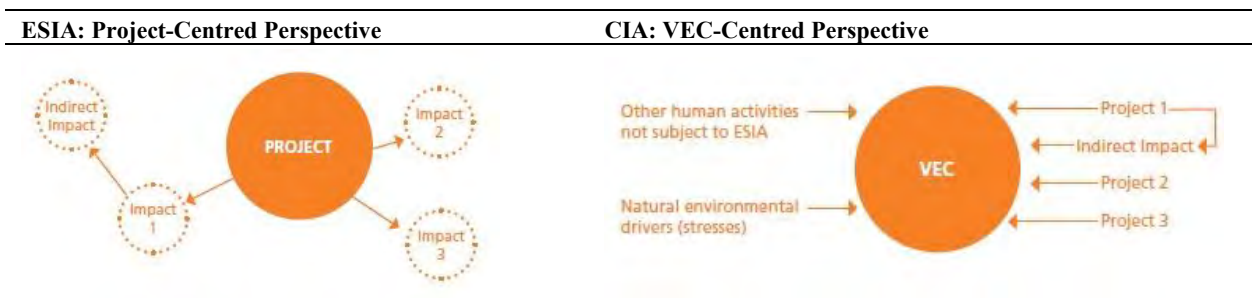 ESIA: Project-Centred Perspective
CIA: VEC-Centred Perspective
Indirect
Impact
PROJECT
Impact
2
Impact
1
Impact
3
Other human activities
not subject to ESIA
Natural environmental
drivers (stresses)
VEC
Project 1
Indirect Impact
Project 2
Project 3